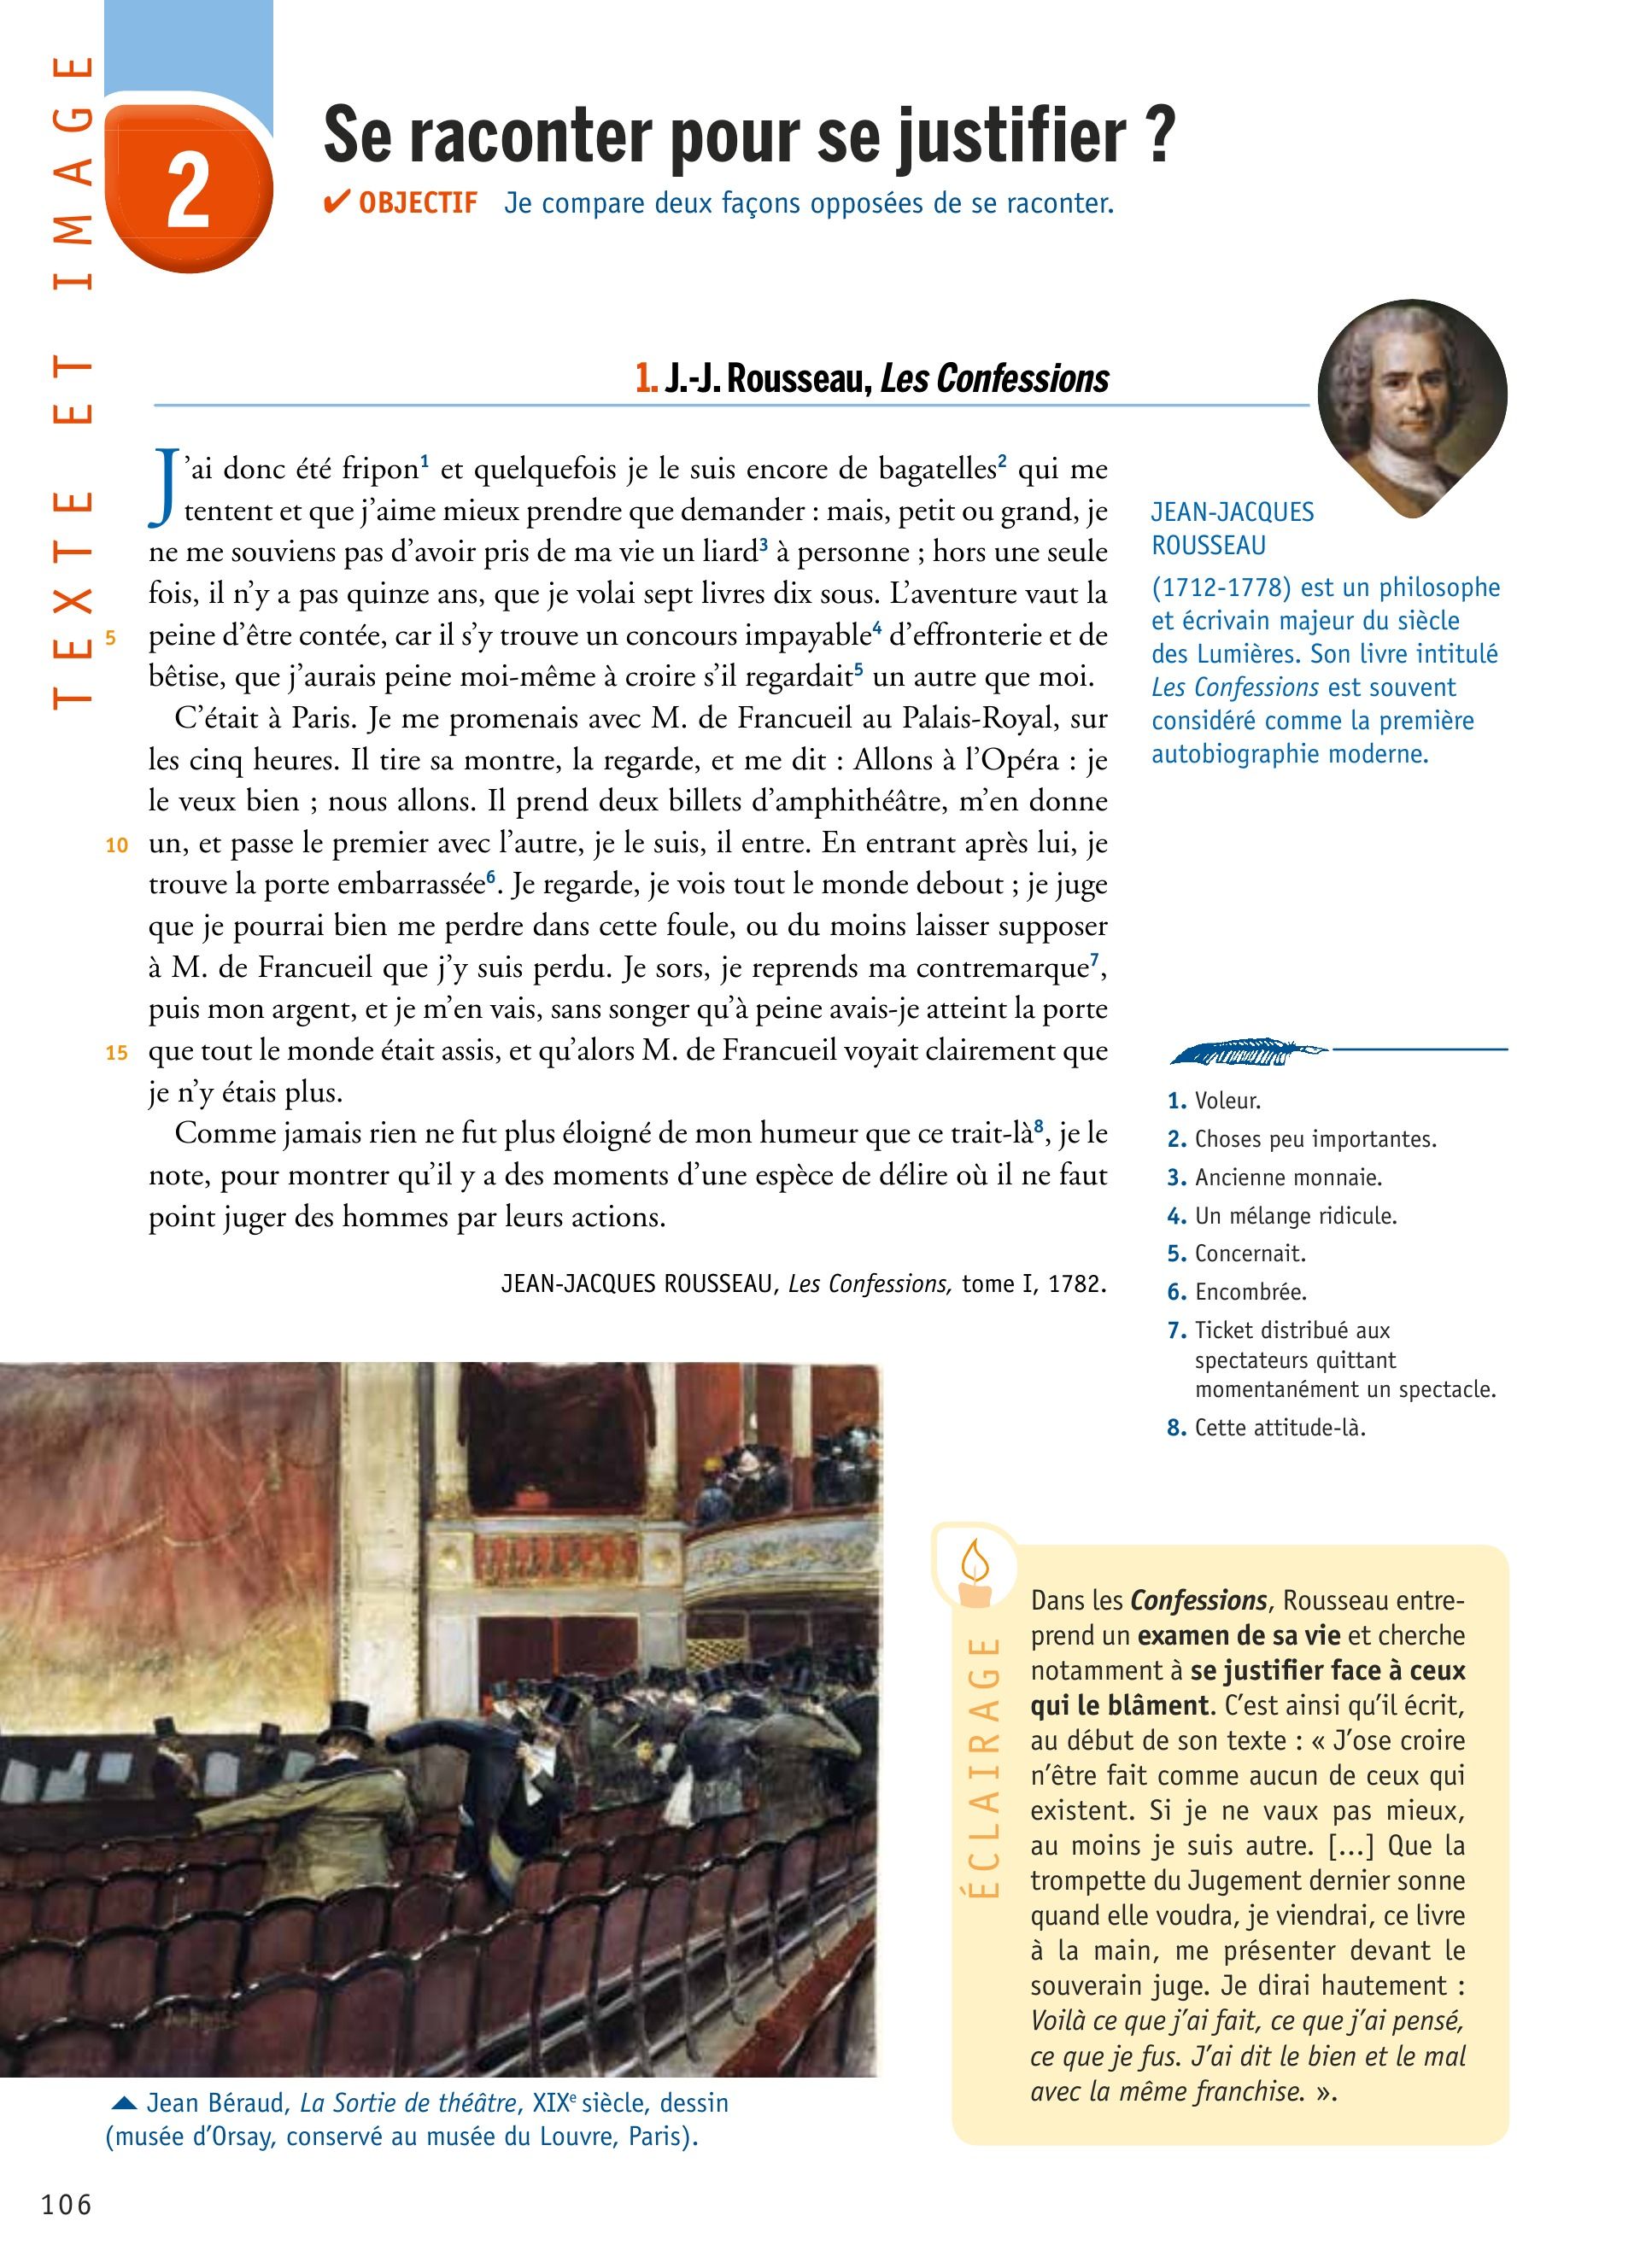 TEXTE ET IMAGE
2
Se raconter pour se justifier ?
✔ OBJECTIF Je compare deux façons opposées de se raconter.
1. J.-J. Rousseau, Les Confessions
J’ai donc été fripon1 et quelquefois je le suis encore de bagatelles2 qui me
tentent et que j’aime mieux prendre que demander : mais, petit ou grand, je
ne me souviens pas d’avoir pris de ma vie un liard3 à personne ; hors une seule
fois, il n’y a pas quinze ans, que je volai sept livres dix sous. L’aventure vaut la
5 peine d’être contée, car il s’y trouve un concours impayable4 d’effronterie et de
bêtise, que j’aurais peine moi-même à croire s’il regardait5 un autre que moi.
C’était à Paris. Je me promenais avec M. de Francueil au Palais-Royal, sur
les cinq heures. Il tire sa montre, la regarde, et me dit : Allons à l’Opéra : je
le veux bien ; nous allons. Il prend deux billets d’amphithéâtre, m’en donne
10 un, et passe le premier avec l’autre, je le suis, il entre. En entrant après lui, je
trouve la porte embarrassée6. Je regarde, je vois tout le monde debout ; je juge
que je pourrai bien me perdre dans cette foule, ou du moins laisser supposer
à M. de Francueil que j’y suis perdu. Je sors, je reprends ma contremarque7,
puis mon argent, et je m’en vais, sans songer qu’à peine avais-je atteint la porte
15 que tout le monde était assis, et qu’alors M. de Francueil voyait clairement que
je n’y étais plus.
Comme jamais rien ne fut plus éloigné de mon humeur que ce trait-là8, je le
note, pour montrer qu’il y a des moments d’une espèce de délire où il ne faut
point juger des hommes par leurs actions.
JEAN-JACQUES ROUSSEAU, Les Confessions, tome I, 1782.
JEAN-JACQUES
ROUSSEAU
(1712-1778) est un philosophe
et écrivain majeur du siècle
des Lumières. Son livre intitulé
Les Confessions est souvent
considéré comme la première
autobiographie moderne.
1. Voleur.
2. Choses peu importantes.
3. Ancienne monnaie.
4. Un mélange ridicule.
5. Concernait.
6. Encombrée.
7. Ticket distribué aux
spectateurs quittant
momentanément un spectacle.
8. Cette attitude-là.
ÉCLAIRAGE
Dans les Confessions, Rousseau entre-
prend un examen de sa vie et cherche
notamment à se justifier face à ceux
qui le blâment. C’est ainsi qu’il écrit,
au début de son texte : « J’ose croire
n’être fait comme aucun de ceux qui
existent. Si je ne vaux pas mieux,
au moins je suis autre. [...] Que la
trompette du Jugement dernier sonne
quand elle voudra, je viendrai, ce livre
à la main, me présenter devant le
souverain juge. Je dirai hautement :
Voilà ce que j’ai fait, ce que j’ai pensé,
ce que je fus. J’ai dit le bien et le mal
avec la même franchise. ».
Jean Béraud, La Sortie de théâtre, XIXe siècle, dessin
(musée d’Orsay, conservé au musée du Louvre, Paris).
106